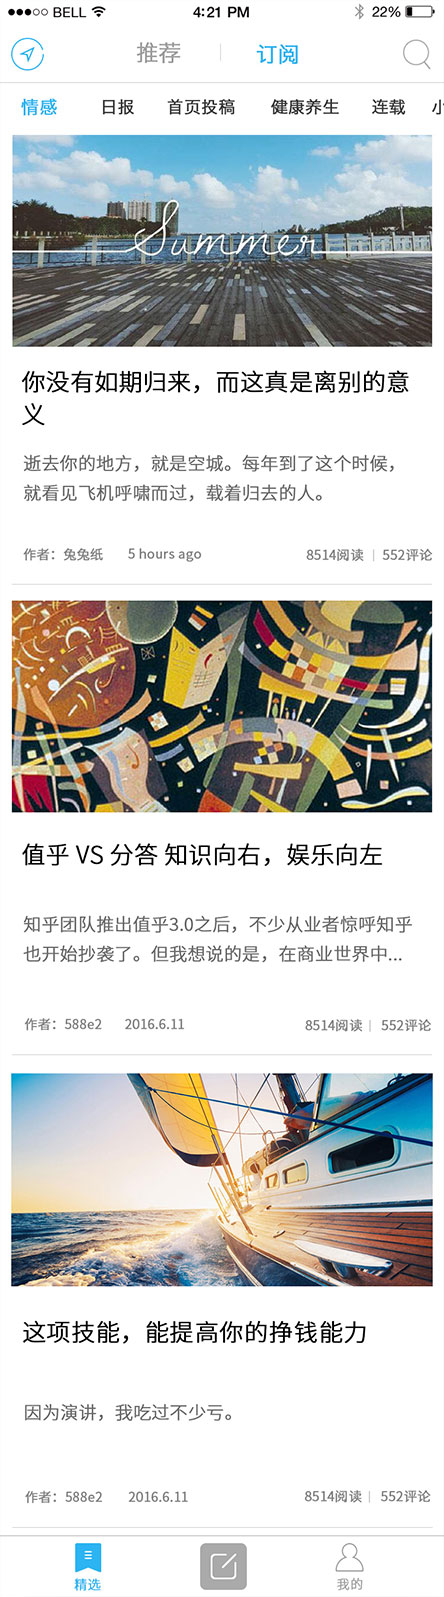 BELL 4:21 PM 22%
推荐 订阅
情感 日报 首页投稿 健康养生 连载 小
Summer
你没有如期归来，而这真是离别的意
义
逝去你的地方，就是空城。每年到了这个时候，
就看见飞机呼啸而过，载着归去的人。
作者：兔兔纸 5 hours ago 8514阅读 | 552评论
值乎 VS 分答 知识向右，娱乐向左
知乎团队推出值乎3.0之后，不少从业者惊呼知乎
也开始抄袭了。但我想说的是，在商业世界中...
作者：588e2 2016.6.11 8514阅读 | 552评论
这项技能，能提高你的挣钱能力
因为演讲，我吃过不少亏。
作者：588e2 2016.6.11 8514阅读 | 552评论
精选 我的